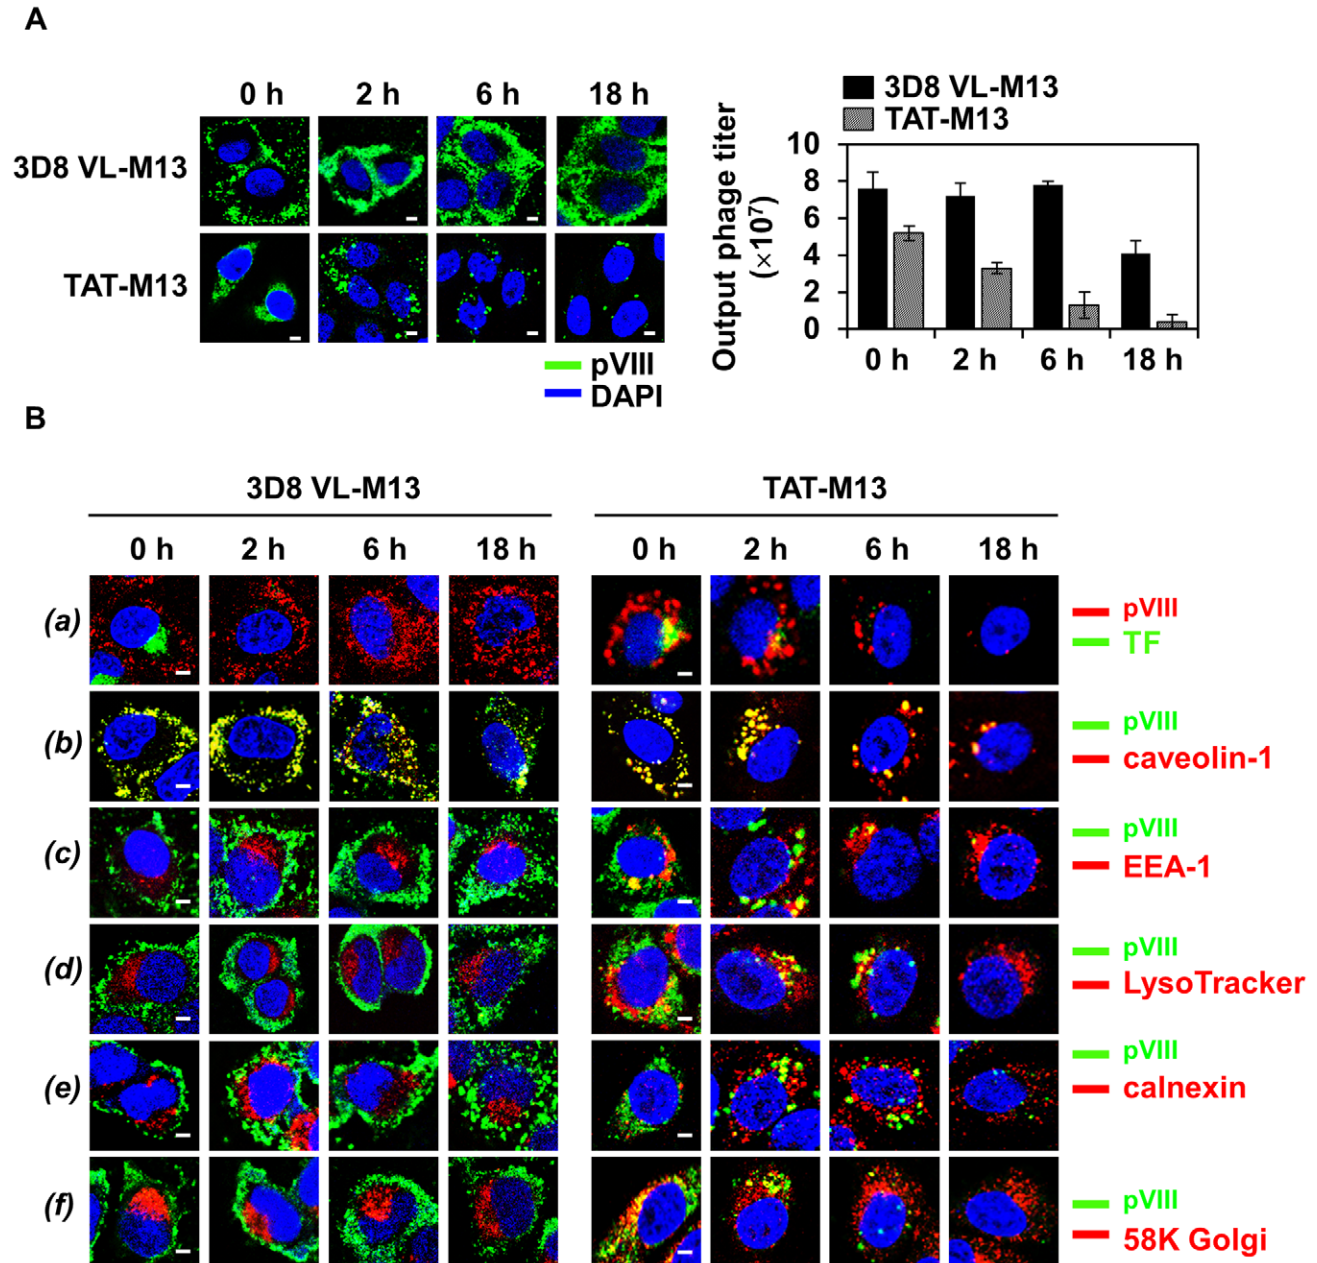 A
0 h 2 h 6 h 18 h
3D8 VL-M13
TAT-M13
pVIII
DAPI
3D8 VL-M13
TAT-M13
Output phage titer
(×10⁷)
10
8
6
4
2
0
0 h 2 h 6 h 18 h
B
3D8 VL-M13 TAT-M13
0 h 2 h 6 h 18 h 0 h 2 h 6 h 18 h
(a)
pVIII
TF
(b)
pVIII
caveolin-1
(c)
pVIII
EEA-1
(d)
pVIII
LysoTracker
(e)
pVIII
calnexin
(f)
pVIII
58K Golgi